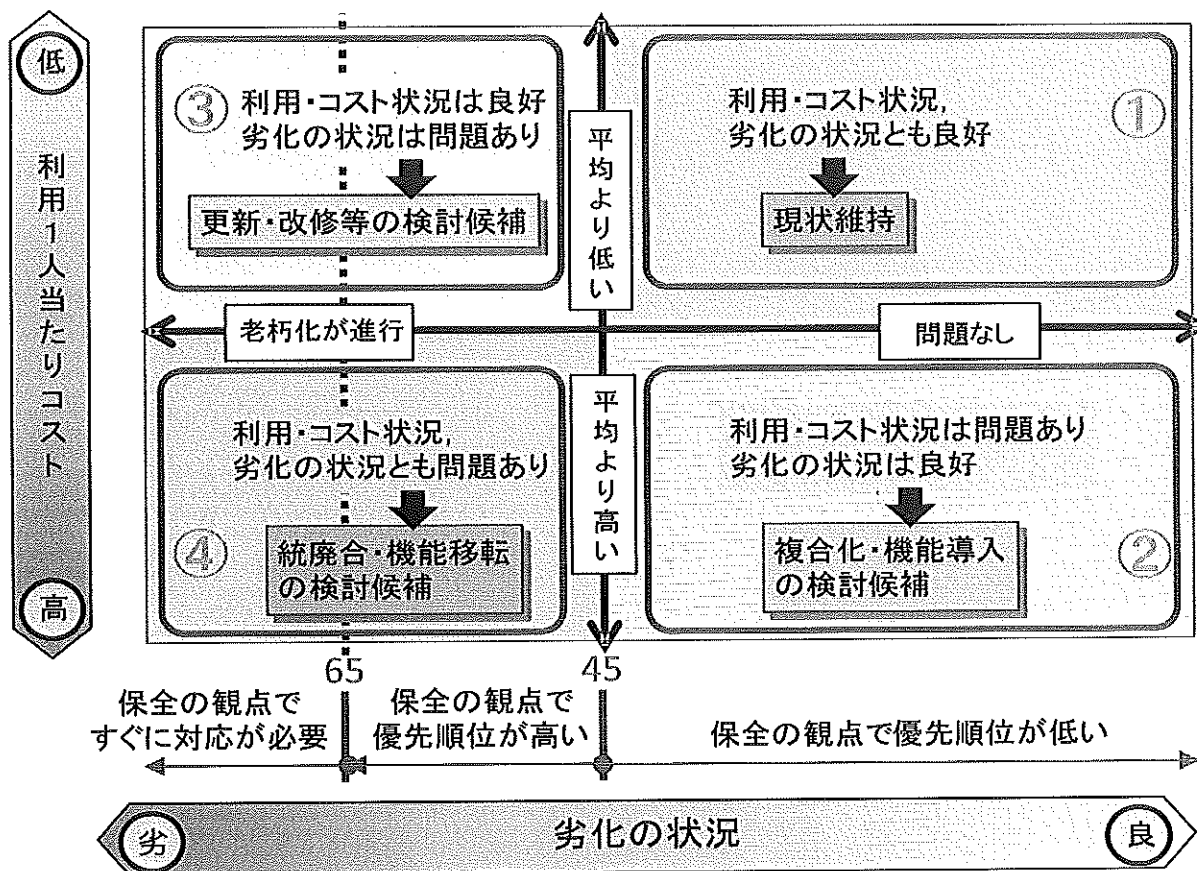 低
利用1人当たりコスト
高
③
利用・コスト状況は良好
劣化の状況は問題あり
更新・改修等の検討候補
平均より低い
①
利用・コスト状況,
劣化の状況とも良好
現状維持
老朽化が進行
問題なし
④
利用・コスト状況,
劣化の状況とも問題あり
統廃合・機能移転
の検討候補
平均より高い
②
利用・コスト状況は問題あり
劣化の状況は良好
複合化・機能導入
の検討候補
65
45
保全の観点で
すぐに対応が必要
保全の観点で
優先順位が高い
保全の観点で優先順位が低い
劣
劣化の状況
良